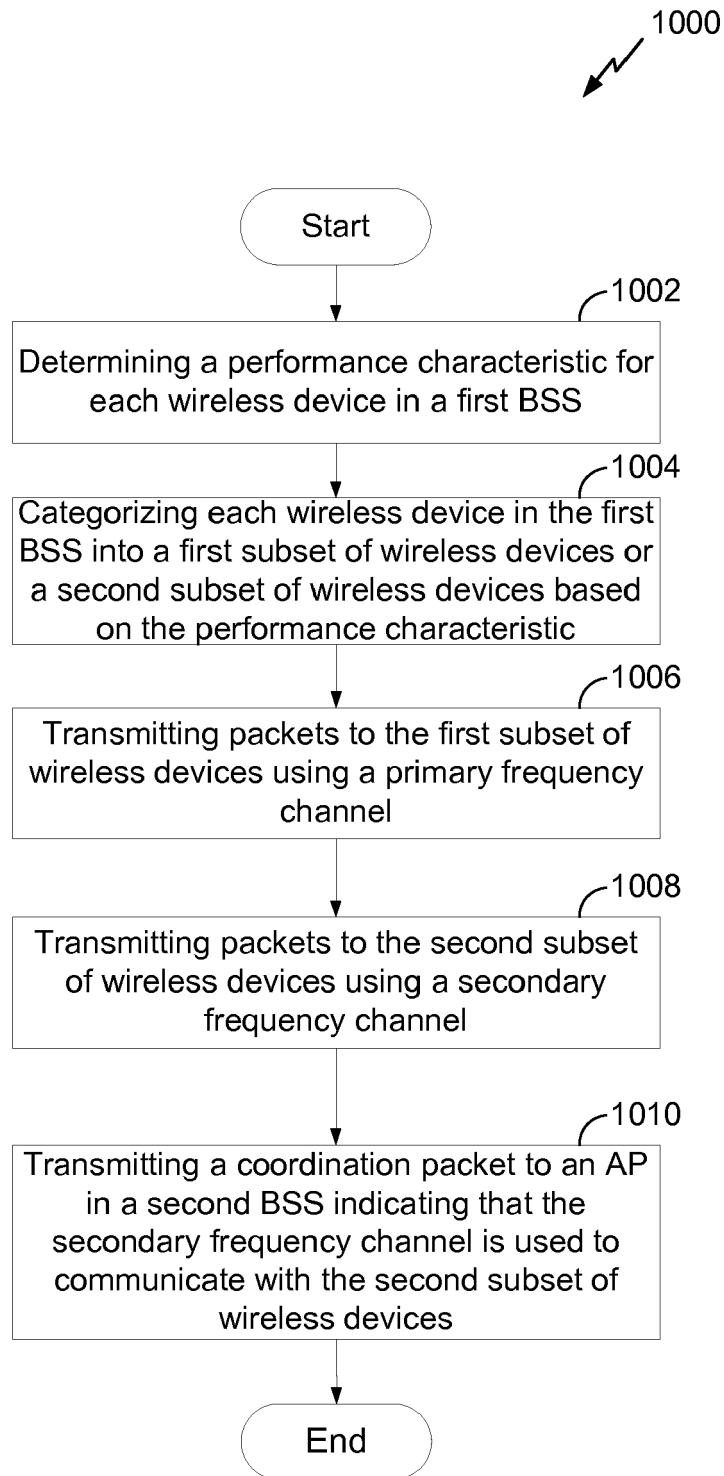 1000
Start
1002
Determining a performance characteristic for
each wireless device in a first BSS
1004
Categorizing each wireless device in the first
BSS into a first subset of wireless devices or
a second subset of wireless devices based
on the performance characteristic
1006
Transmitting packets to the first subset of
wireless devices using a primary frequency
channel
1008
Transmitting packets to the second subset
of wireless devices using a secondary
frequency channel
1010
Transmitting a coordination packet to an AP
in a second BSS indicating that the
secondary frequency channel is used to
communicate with the second subset of
wireless devices
End